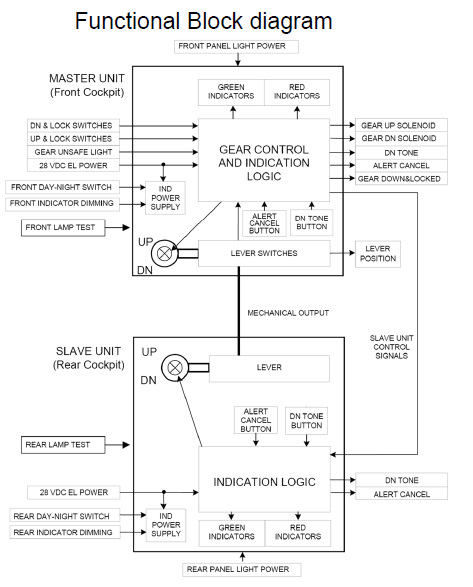 Functional Block diagram
FRONT PANEL LIGHT POWER
MASTER UNIT
(Front Cockpit)
GREEN
INDICATORS
RED
INDICATORS
DN & LOCK SWITCHES
UP & LOCK SWITCHES
GEAR UNSAFE LIGHT
28 VDC EL POWER
GEAR CONTROL
AND INDICATION
LOGIC
GEAR UP SOLENOID
GEAR DN SOLENOID
DN TONE
ALERT CANCEL
GEAR DOWN&LOCKED
FRONT DAY-NIGHT SWITCH
FRONT INDICATOR DIMMING
IND
POWER
SUPPLY
FRONT LAMP TEST
ALERT
CANCEL
BUTTON
DN TONE
BUTTON
UP
DN
LEVER SWITCHES
LEVER
POSITION
MECHANICAL OUTPUT
SLAVE UNIT
CONTROL
SIGNALS
SLAVE UNIT
(Rear Cockpit)
UP
DN
LEVER
ALERT
CANCEL
BUTTON
DN TONE
BUTTON
REAR LAMP TEST
INDICATION LOGIC
28 VDC EL POWER
DN TONE
ALERT CANCEL
REAR DAY-NIGHT SWITCH
REAR INDICATOR DIMMING
IND
POWER
SUPPLY
GREEN
INDICATORS
RED
INDICATORS
REAR PANEL LIGHT POWER